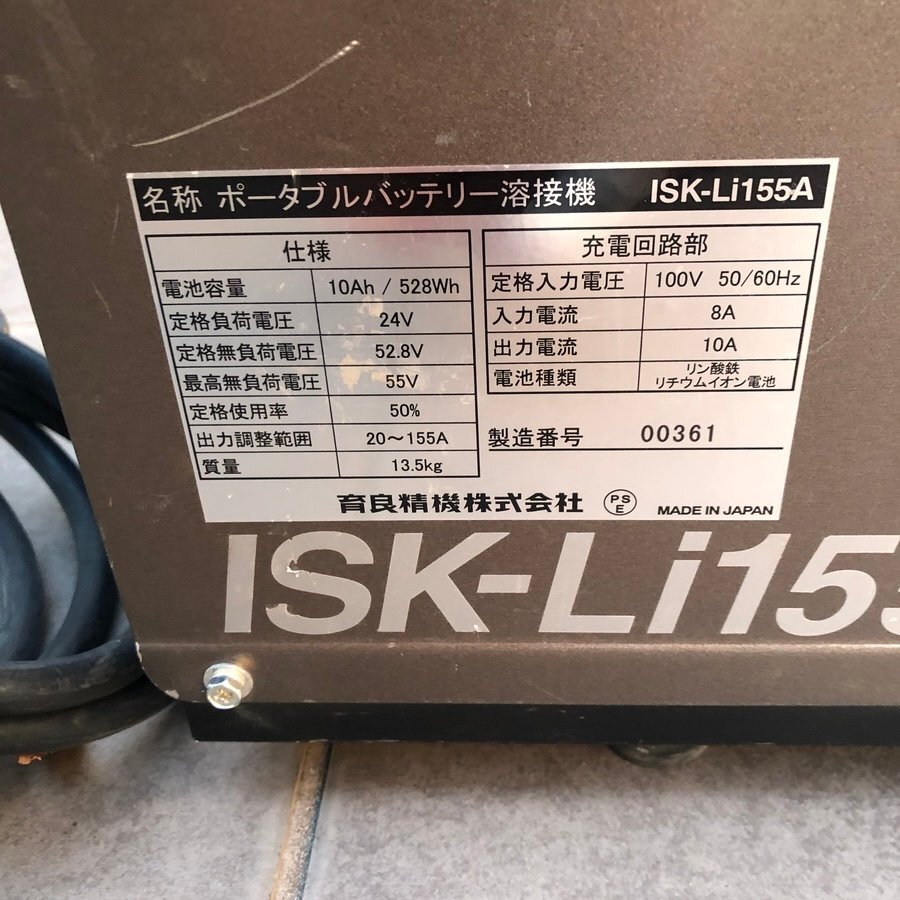 名称 ポータブルバッテリー溶接機 ISK-Li155A
仕様
電池容量 10Ah / 528Wh
定格負荷電圧 24V
定格無負荷電圧 52.8V
最高無負荷電圧 55V
定格使用率 50%
出力調整範囲 20～155A
質量 13.5kg
充電回路部
定格入力電圧 100V 50/60Hz
入力電流 8A
出力電流 10A
電池種類 リン酸鉄
リチウムイオン電池
製造番号 00361
育良精機株式会社 PS
E MADE IN JAPAN
ISK-Li155